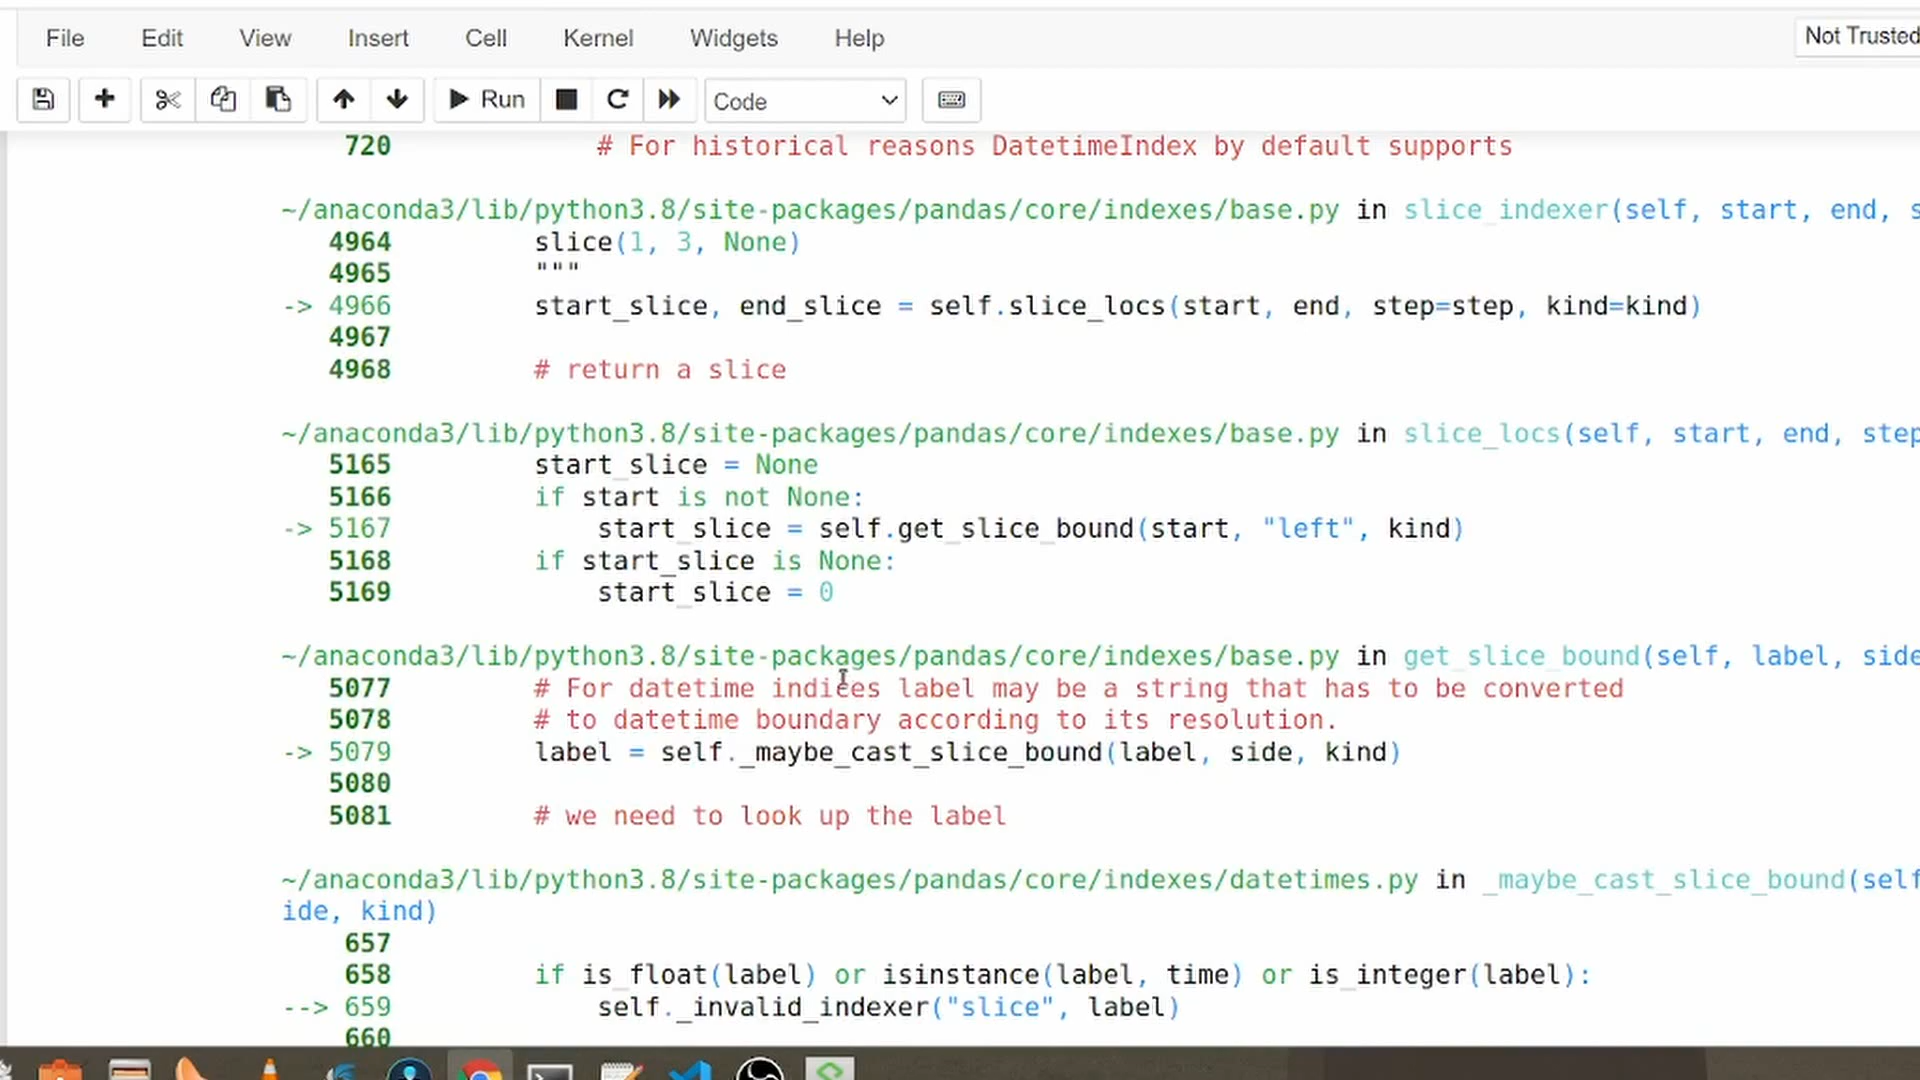 File Edit View Insert Cell Kernel Widgets Help Not Trusted
Run Code
720 # For historical reasons DatetimeIndex by default supports
~/anaconda3/lib/python3.8/site-packages/pandas/core/indexes/base.py in slice_indexer(self, start, end, s
4964 slice(1, 3, None)
4965 """
-> 4966 start_slice, end_slice = self.slice_locs(start, end, step=step, kind=kind)
4967
4968 # return a slice
~/anaconda3/lib/python3.8/site-packages/pandas/core/indexes/base.py in slice_locs(self, start, end, step
5165 start_slice = None
5166 if start is not None:
-> 5167 start_slice = self.get_slice_bound(start, "left", kind)
5168 if start_slice is None:
5169 start_slice = 0
~/anaconda3/lib/python3.8/site-packages/pandas/core/indexes/base.py in get_slice_bound(self, label, side
5077 # For datetime indices label may be a string that has to be converted
5078 # to datetime boundary according to its resolution.
-> 5079 label = self._maybe_cast_slice_bound(label, side, kind)
5080
5081 # we need to look up the label
~/anaconda3/lib/python3.8/site-packages/pandas/core/indexes/datetimes.py in _maybe_cast_slice_bound(self
ide, kind)
657
658 if is_float(label) or isinstance(label, time) or is_integer(label):
--> 659 self._invalid_indexer("slice", label)
660